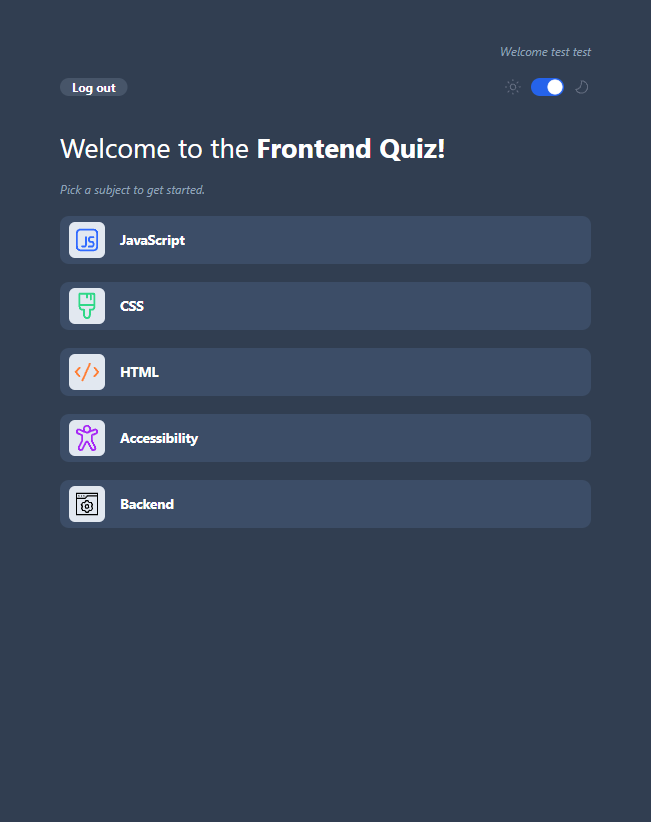 Welcome test test
Log out
Welcome to the Frontend Quiz!
Pick a subject to get started.
JS
JavaScript
CSS
HTML
Accessibility
Backend